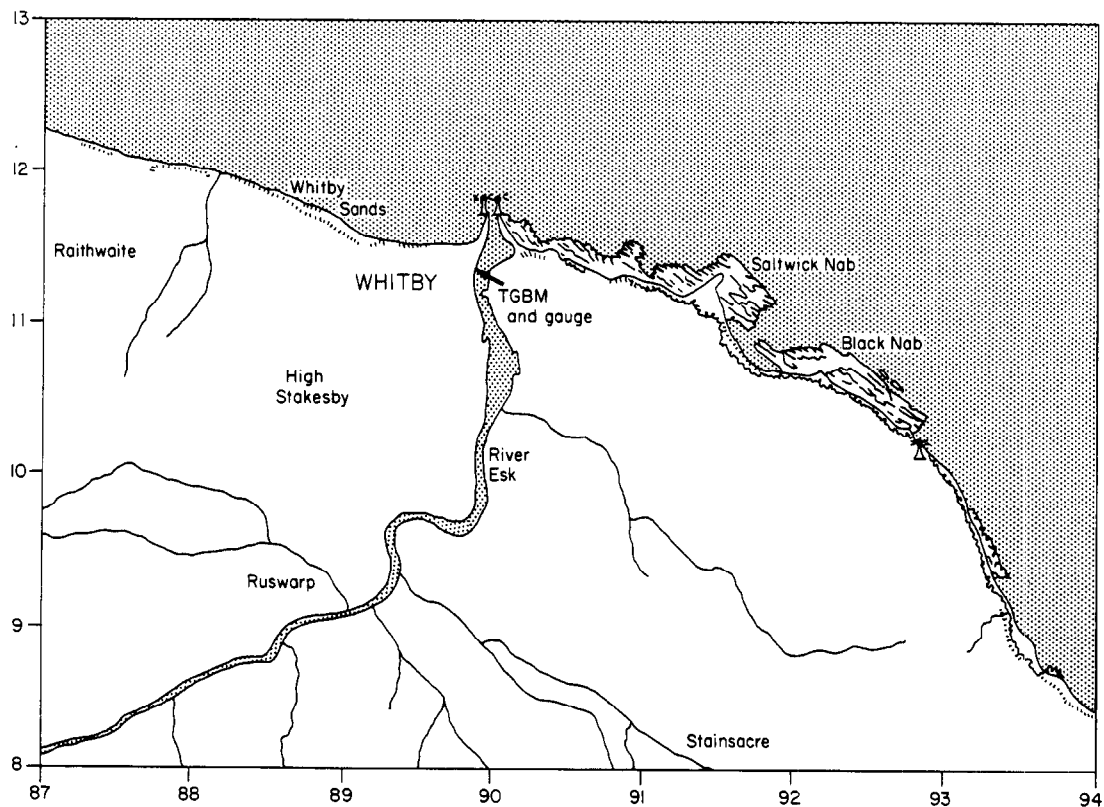 13
12
Whitby
Sands
Raithwaite
WHITBY
Saltwick Nab
TGBM
and gauge
11
Black Nab
High
Stakesby
10
River
Esk
Ruswarp
9
Stainsacre
8
87
88
89
90
91
92
93
94